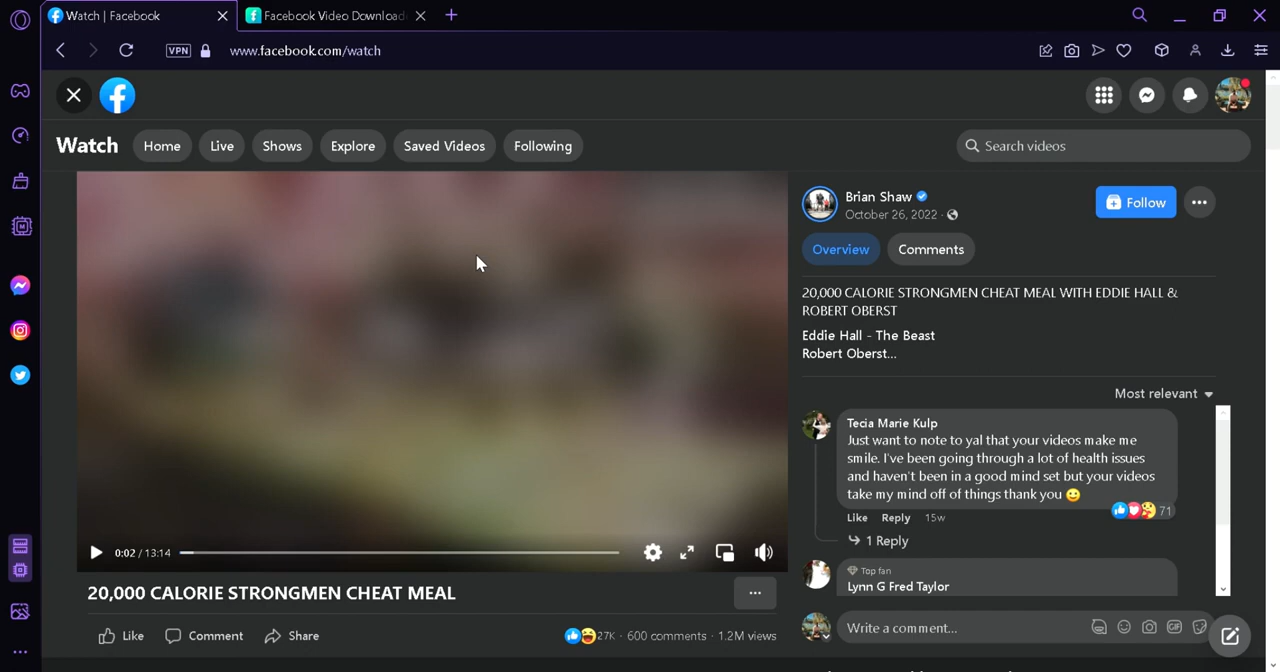 Watch | Facebook
Facebook Video Download
VPN
www.facebook.com/watch
Watch
Home
Live
Shows
Explore
Saved Videos
Following
Search videos
Brian Shaw
October 26, 2022 ·
Follow
Overview
Comments
20,000 CALORIE STRONGMEN CHEAT MEAL WITH EDDIE HALL &
ROBERT OBERST
Eddie Hall - The Beast
Robert Oberst...
Most relevant
Tecia Marie Kulp
Just want to note to yal that your videos make me
smile. I've been going through a lot of health issues
and haven't been in a good mind set but your videos
take my mind off of things thank you
71
Like Reply 15w
1 Reply
Top fan
Lynn G Fred Taylor
Write a comment...
GIF
0:02 / 13:14
20,000 CALORIE STRONGMEN CHEAT MEAL
Like
Comment
Share
27K · 600 comments · 1.2M views